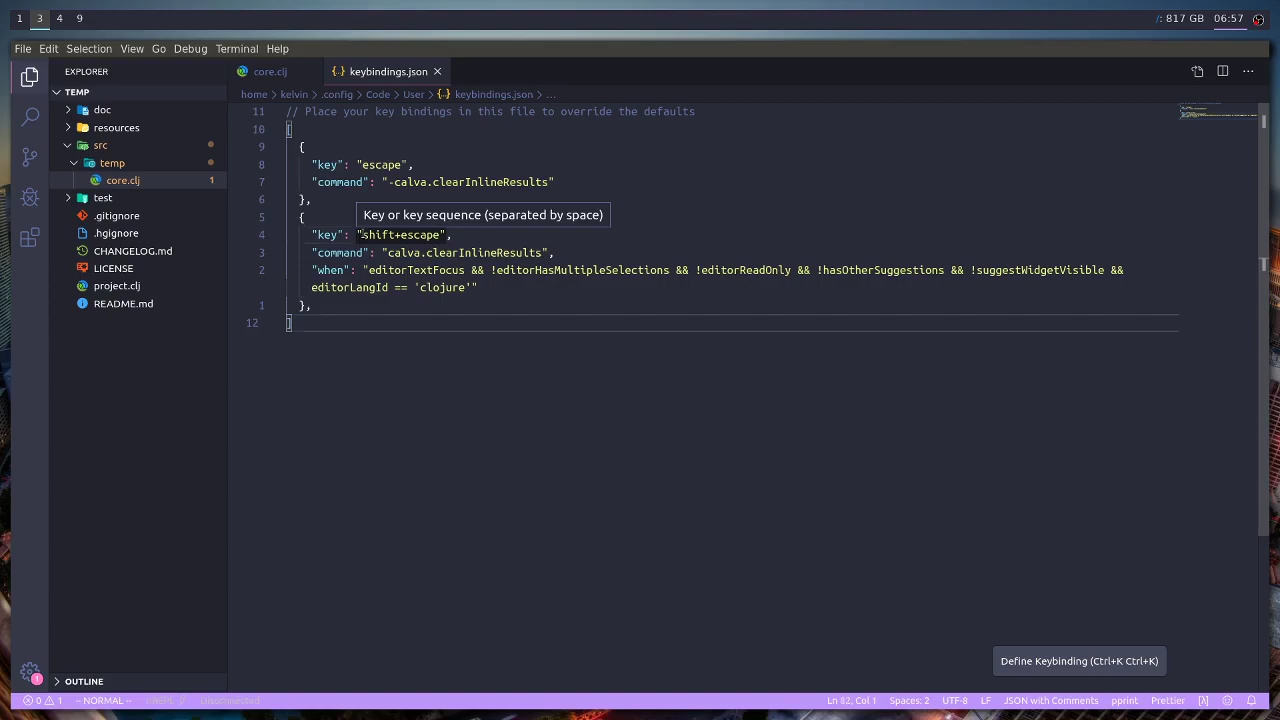 1 3 4 9
/: 817 GB 06:57
File Edit Selection View Go Debug Terminal Help
EXPLORER
core.clj
keybindings.json
TEMP
home > kelvin > .config > Code > User > keybindings.json > …
doc
resources
src
temp
core.clj 1
test
.gitignore
.hgignore
CHANGELOG.md
LICENSE
project.clj
README.md
11 // Place your key bindings in this file to override the defaults
10 [
9 {
8 "key": "escape",
7 "command": "-calva.clearInlineResults"
6 },
Key or key sequence (separated by space)
5 {
4 "key": "shift+escape",
3 "command": "calva.clearInlineResults",
2 "when": "editorTextFocus && !editorHasMultipleSelections && !editorReadOnly && !hasOtherSuggestions && !suggestWidgetVisible &&
editorLangId == 'clojure'"
1 },
12 ]
Define Keybinding (Ctrl+K Ctrl+K)
1
OUTLINE
0 1 -- NORMAL -- nREPL // Disconnected Ln 82, Col 1 Spaces: 2 UTF-8 LF JSON with Comments pprint Prettier [λ]